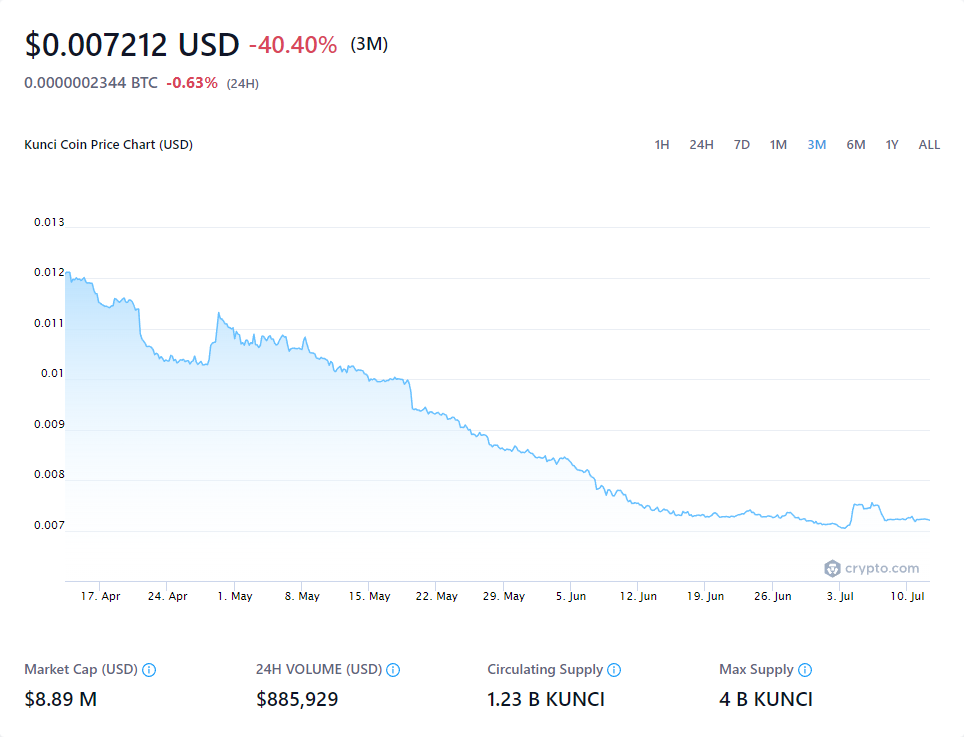 $0.007212 USD -40.40% (3M)
0.0000002344 BTC -0.63% (24H)
Kunci Coin Price Chart (USD) 1H 24H 7D 1M 3M 6M 1Y ALL
0.013
0.012
0.011
0.01
0.009
0.008
0.007
crypto.com
17. Apr 24. Apr 1. May 8. May 15. May 22. May 29. May 5. Jun 12. Jun 19. Jun 26. Jun 3. Jul 10. Jul
Market Cap (USD) 24H VOLUME (USD) Circulating Supply Max Supply
$8.89 M $885,929 1.23 B KUNCI 4 B KUNCI